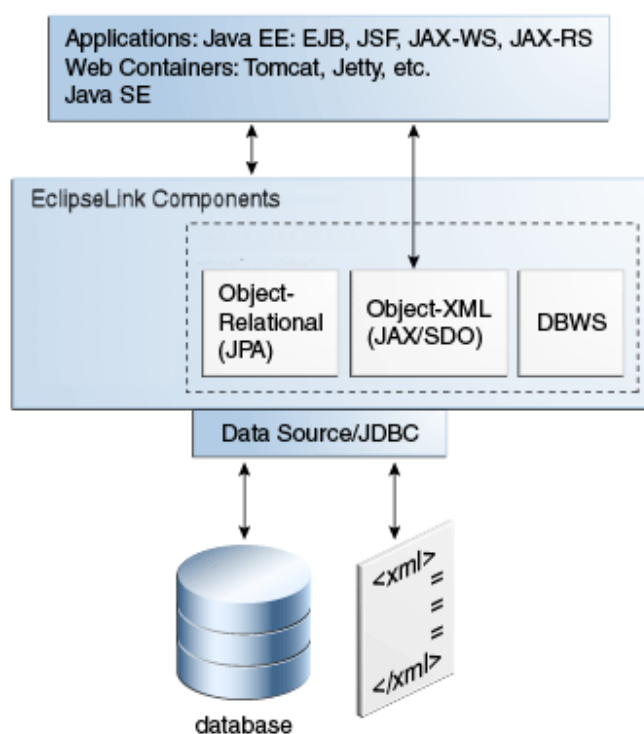 Applications: Java EE: EJB, JSF, JAX-WS, JAX-RS
Web Containers: Tomcat, Jetty, etc.
Java SE
EclipseLink Components
Object-
Relational
(JPA)
Object-XML
(JAX/SDO)
DBWS
Data Source/JDBC
<xml>
=
=
=
</xml>
database